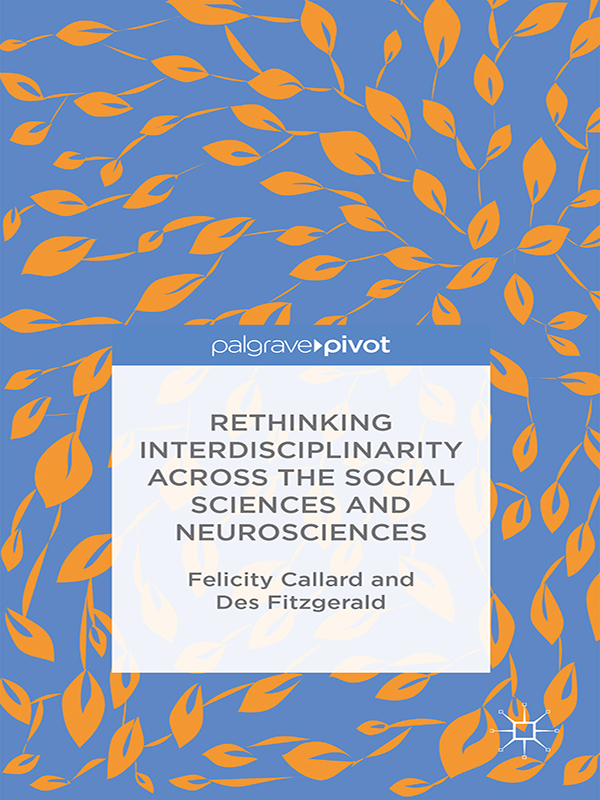 palgrave►pivot
RETHINKING
INTERDISCIPLINARITY
ACROSS THE SOCIAL
SCIENCES AND
NEUROSCIENCES
Felicity Callard and
Des Fitzgerald